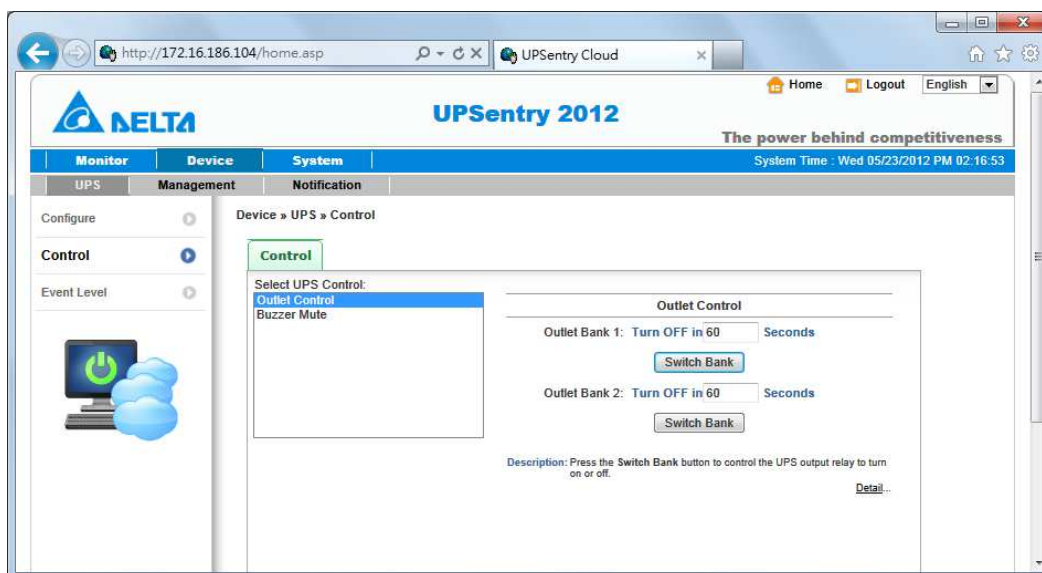 http://172.16.186.104/home.asp
UPSentry Cloud
Home
Logout
English
DELTA
UPSentry 2012
The power behind competitiveness
Monitor
Device
System
System Time : Wed 05/23/2012 PM 02:16:53
UPS
Management
Notification
Configure
Control
Event Level
Device » UPS » Control
Control
Select UPS Control:
Outlet Control
Buzzer Mute
Outlet Control
Outlet Bank 1: Turn OFF in 60 Seconds
Switch Bank
Outlet Bank 2: Turn OFF in 60 Seconds
Switch Bank
Description: Press the Switch Bank button to control the UPS output relay to turn
on or off.
Detail...